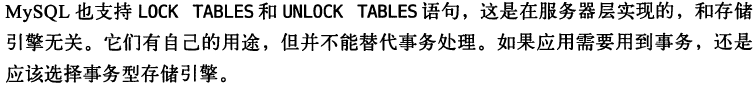 MySQL 也支持 LOCK TABLES 和 UNLOCK TABLES 语句，这是在服务器层实现的，和存储
引擎无关。它们有自己的用途，但并不能替代事务处理。如果应用需要用到事务，还是
应该选择事务型存储引擎。